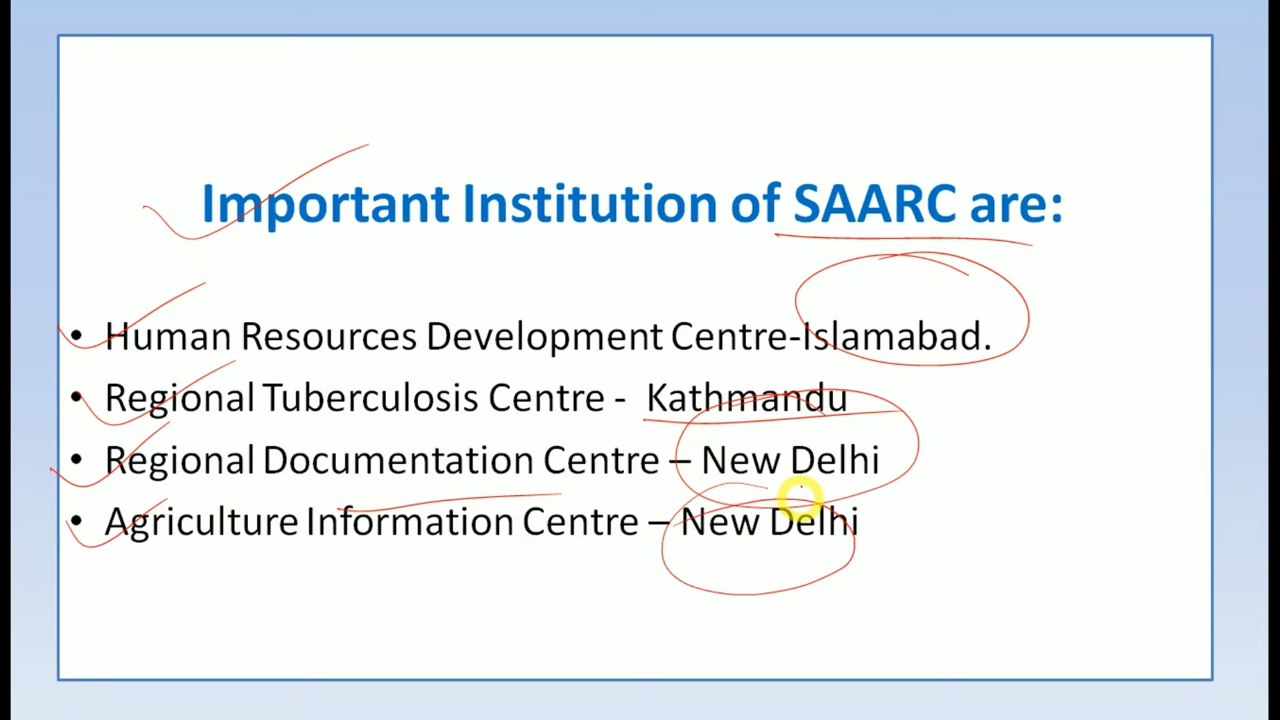 Important Institution of SAARC are:
• Human Resources Development Centre-Islamabad.
• Regional Tuberculosis Centre - Kathmandu
• Regional Documentation Centre – New Delhi
• Agriculture Information Centre – New Delhi